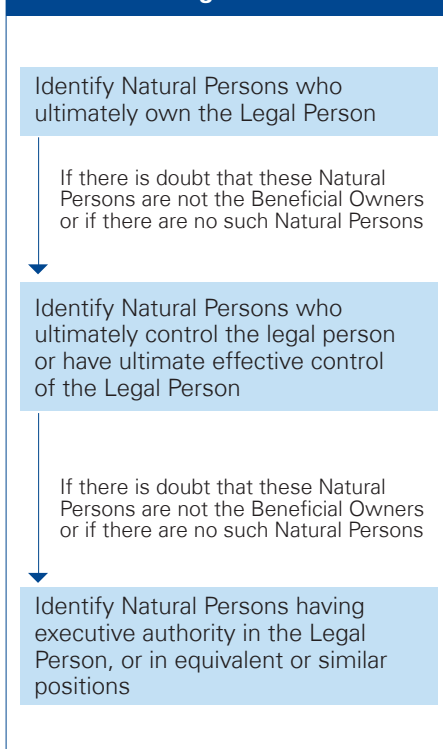 Identify Natural Persons who
ultimately own the Legal Person
If there is doubt that these Natural
Persons are not the Beneficial Owners
or if there are no such Natural Persons
Identify Natural Persons who
ultimately control the legal person
or have ultimate effective control
of the Legal Person
If there is doubt that these Natural
Persons are not the Beneficial Owners
or if there are no such Natural Persons
Identify Natural Persons having
executive authority in the Legal
Person, or in equivalent or similar
positions